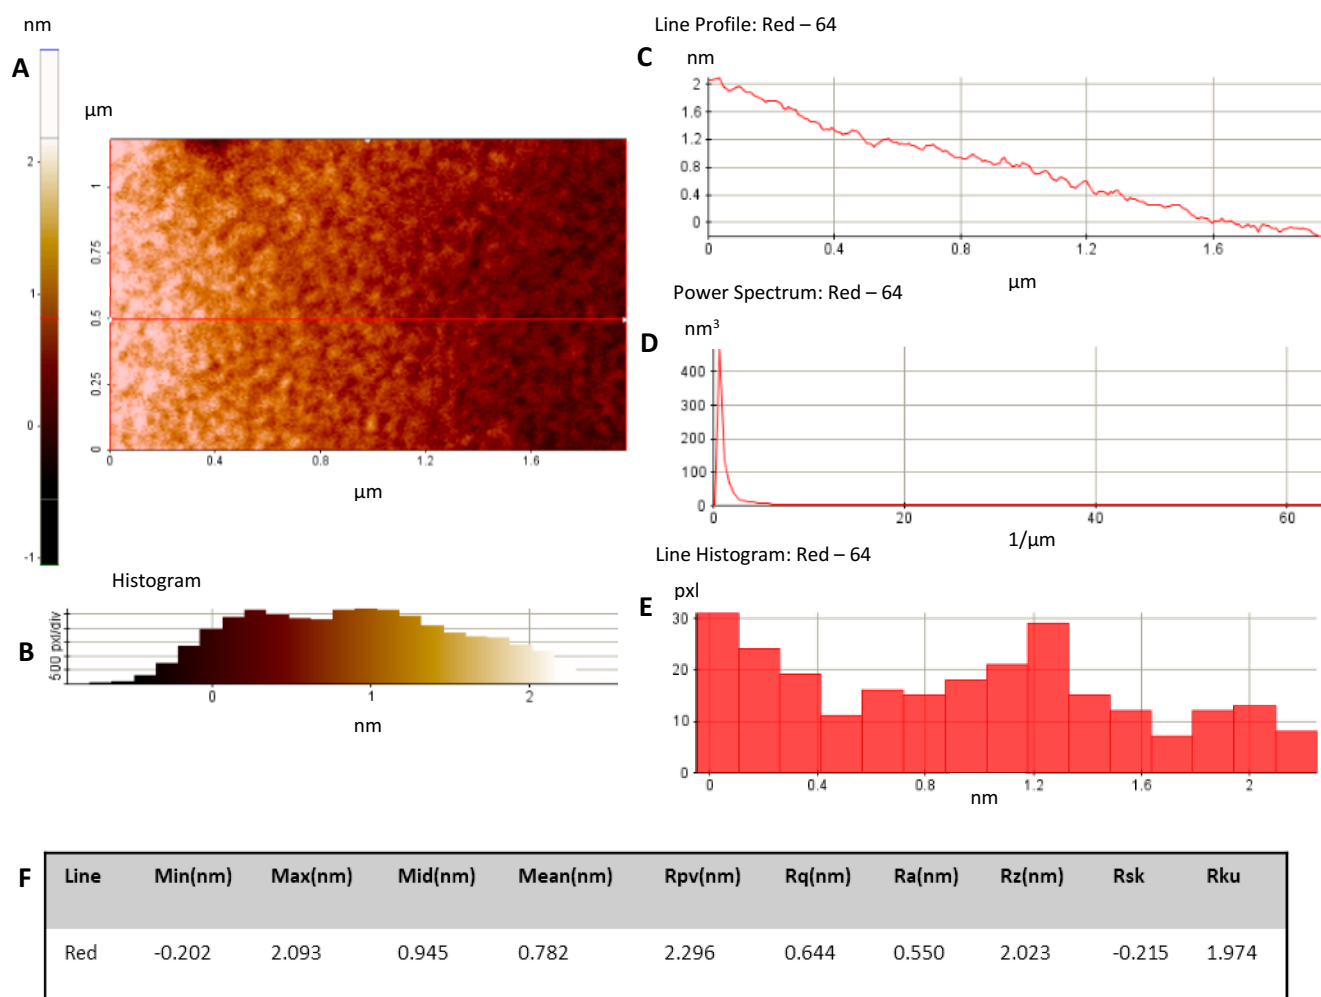 nm
A
2
1
0
-1
µm
1
0.75
0.5
0.25
0
0 0.4 0.8 1.2 1.6
µm
Histogram
B
500 pxl/div
0 1 2
nm
Line Profile: Red – 64
C
nm
2
1.6
1.2
0.8
0.4
0
0 0.4 0.8 1.2 1.6
µm
Power Spectrum: Red – 64
D
nm³
400
300
200
100
0
0 20 40 60
1/µm
Line Histogram: Red – 64
E
pxl
30
20
10
0
0 0.4 0.8 1.2 1.6 2
nm
F
Line Min(nm) Max(nm) Mid(nm) Mean(nm) Rpv(nm) Rq(nm) Ra(nm) Rz(nm) Rsk Rku
Red -0.202 2.093 0.945 0.782 2.296 0.644 0.550 2.023 -0.215 1.974